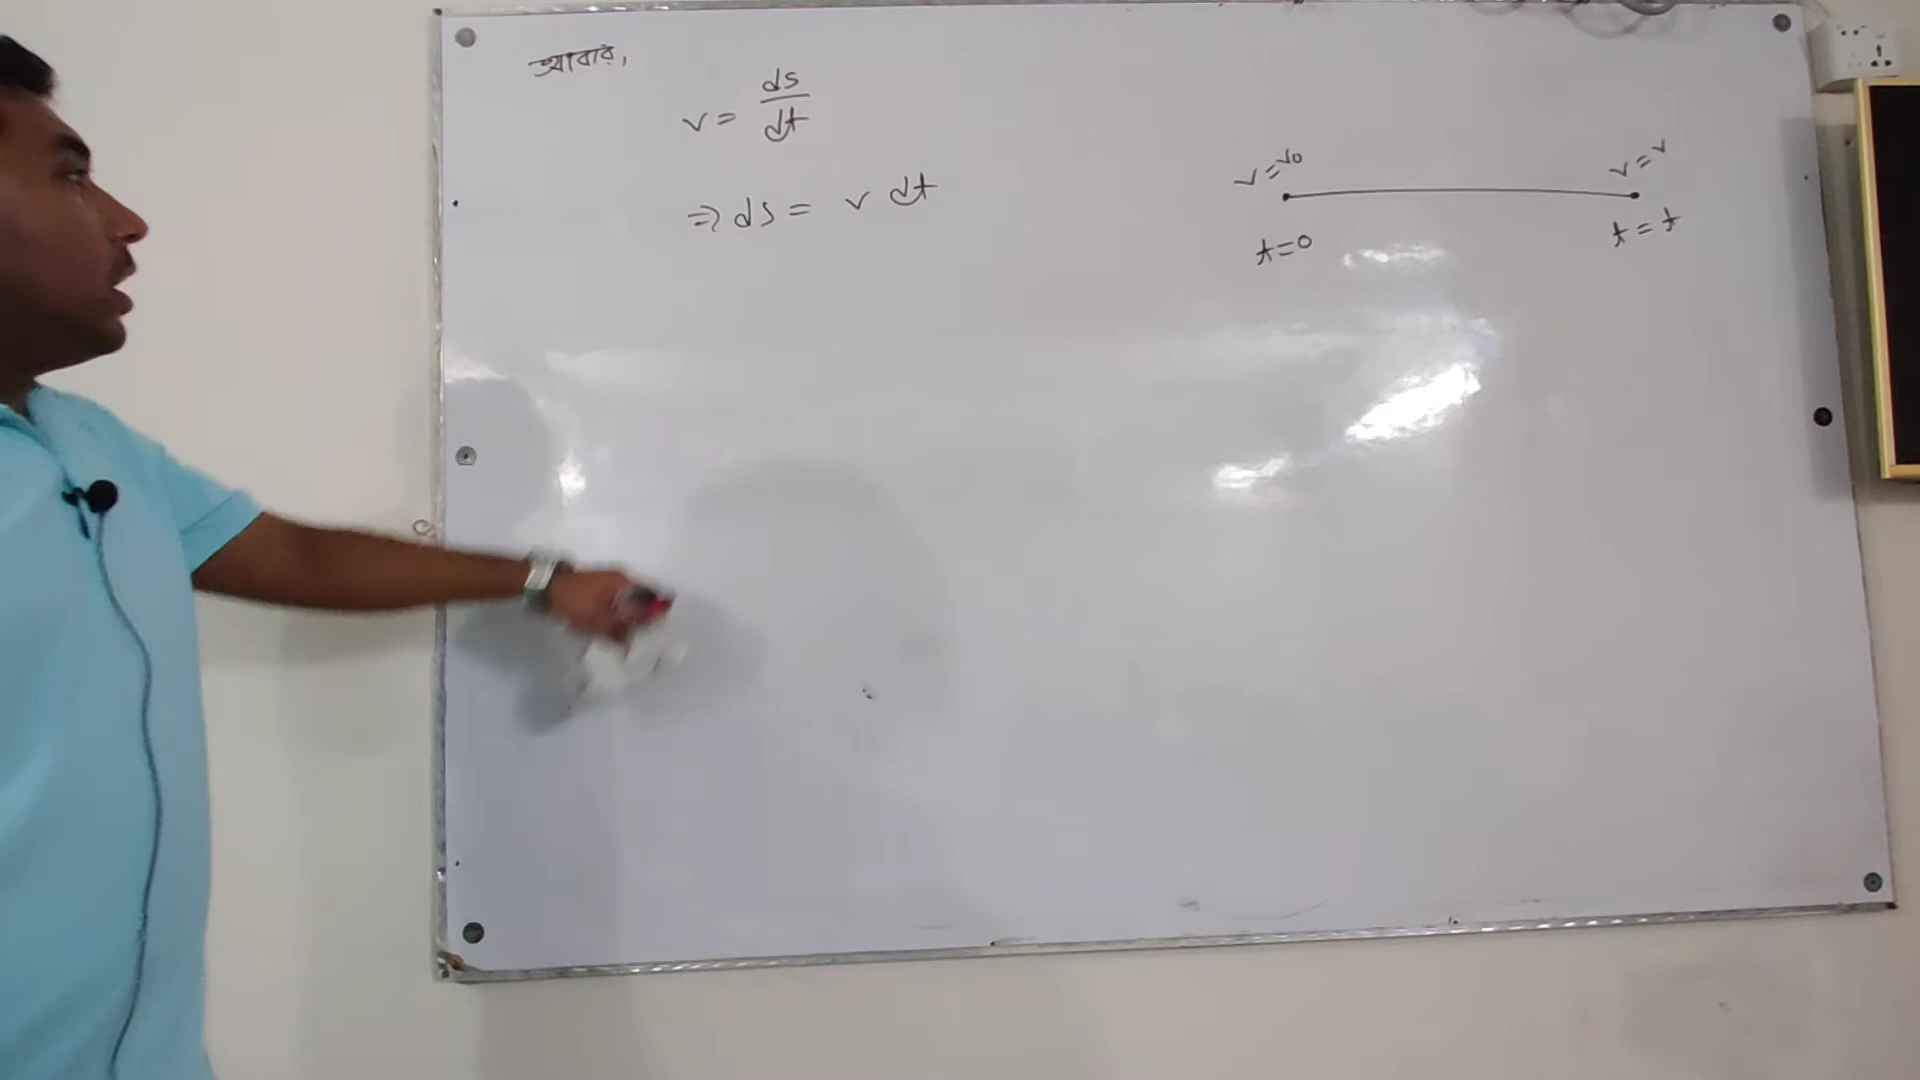 আবার,
v = ds/dt
⇒ ds = v dt
v = v₀
v = v
t = 0
t = t